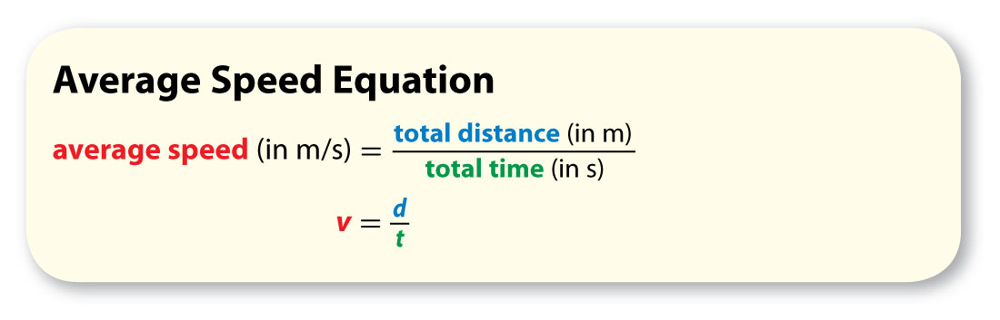 Average Speed Equation
average speed (in m/s) = total distance (in m) / total time (in s)
v = d / t